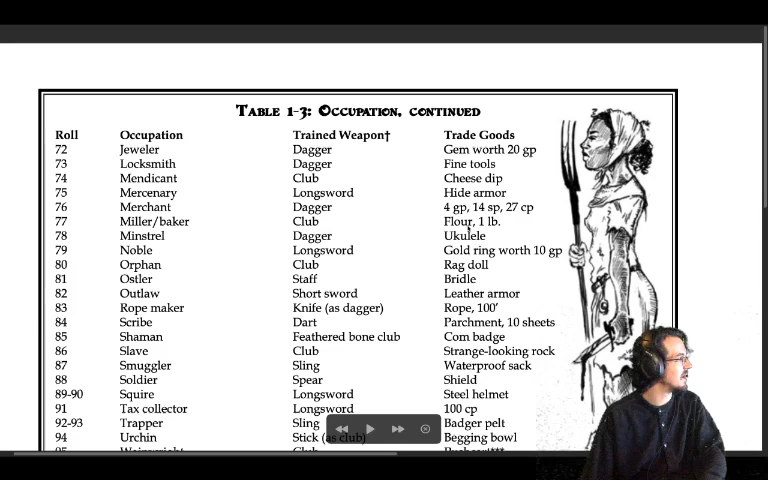 Table 1-3: Occupation, continued
Roll Occupation Trained Weapon† Trade Goods
72 Jeweler Dagger Gem worth 20 gp
73 Locksmith Dagger Fine tools
74 Mendicant Club Cheese dip
75 Mercenary Longsword Hide armor
76 Merchant Dagger 4 gp, 14 sp, 27 cp
77 Miller/baker Club Flour, 1 lb.
78 Minstrel Dagger Ukulele
79 Noble Longsword Gold ring worth 10 gp
80 Orphan Club Rag doll
81 Ostler Staff Bridle
82 Outlaw Short sword Leather armor
83 Rope maker Knife (as dagger) Rope, 100’
84 Scribe Dart Parchment, 10 sheets
85 Shaman Feathered bone club Com badge
86 Slave Club Strange-looking rock
87 Smuggler Sling Waterproof sack
88 Soldier Spear Shield
89-90 Squire Longsword Steel helmet
91 Tax collector Longsword 100 cp
92-93 Trapper Sling Badger pelt
94 Urchin Stick (as club) Begging bowl